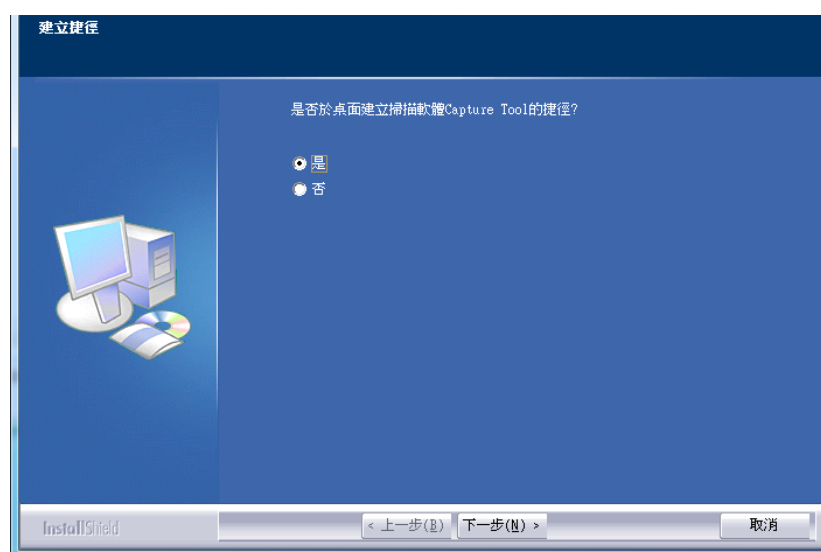 建立捷徑
是否於桌面建立掃描軟體Capture Tool的捷徑?
是
否
InstallShield
< 上一步(B) 下一步(N) > 取消